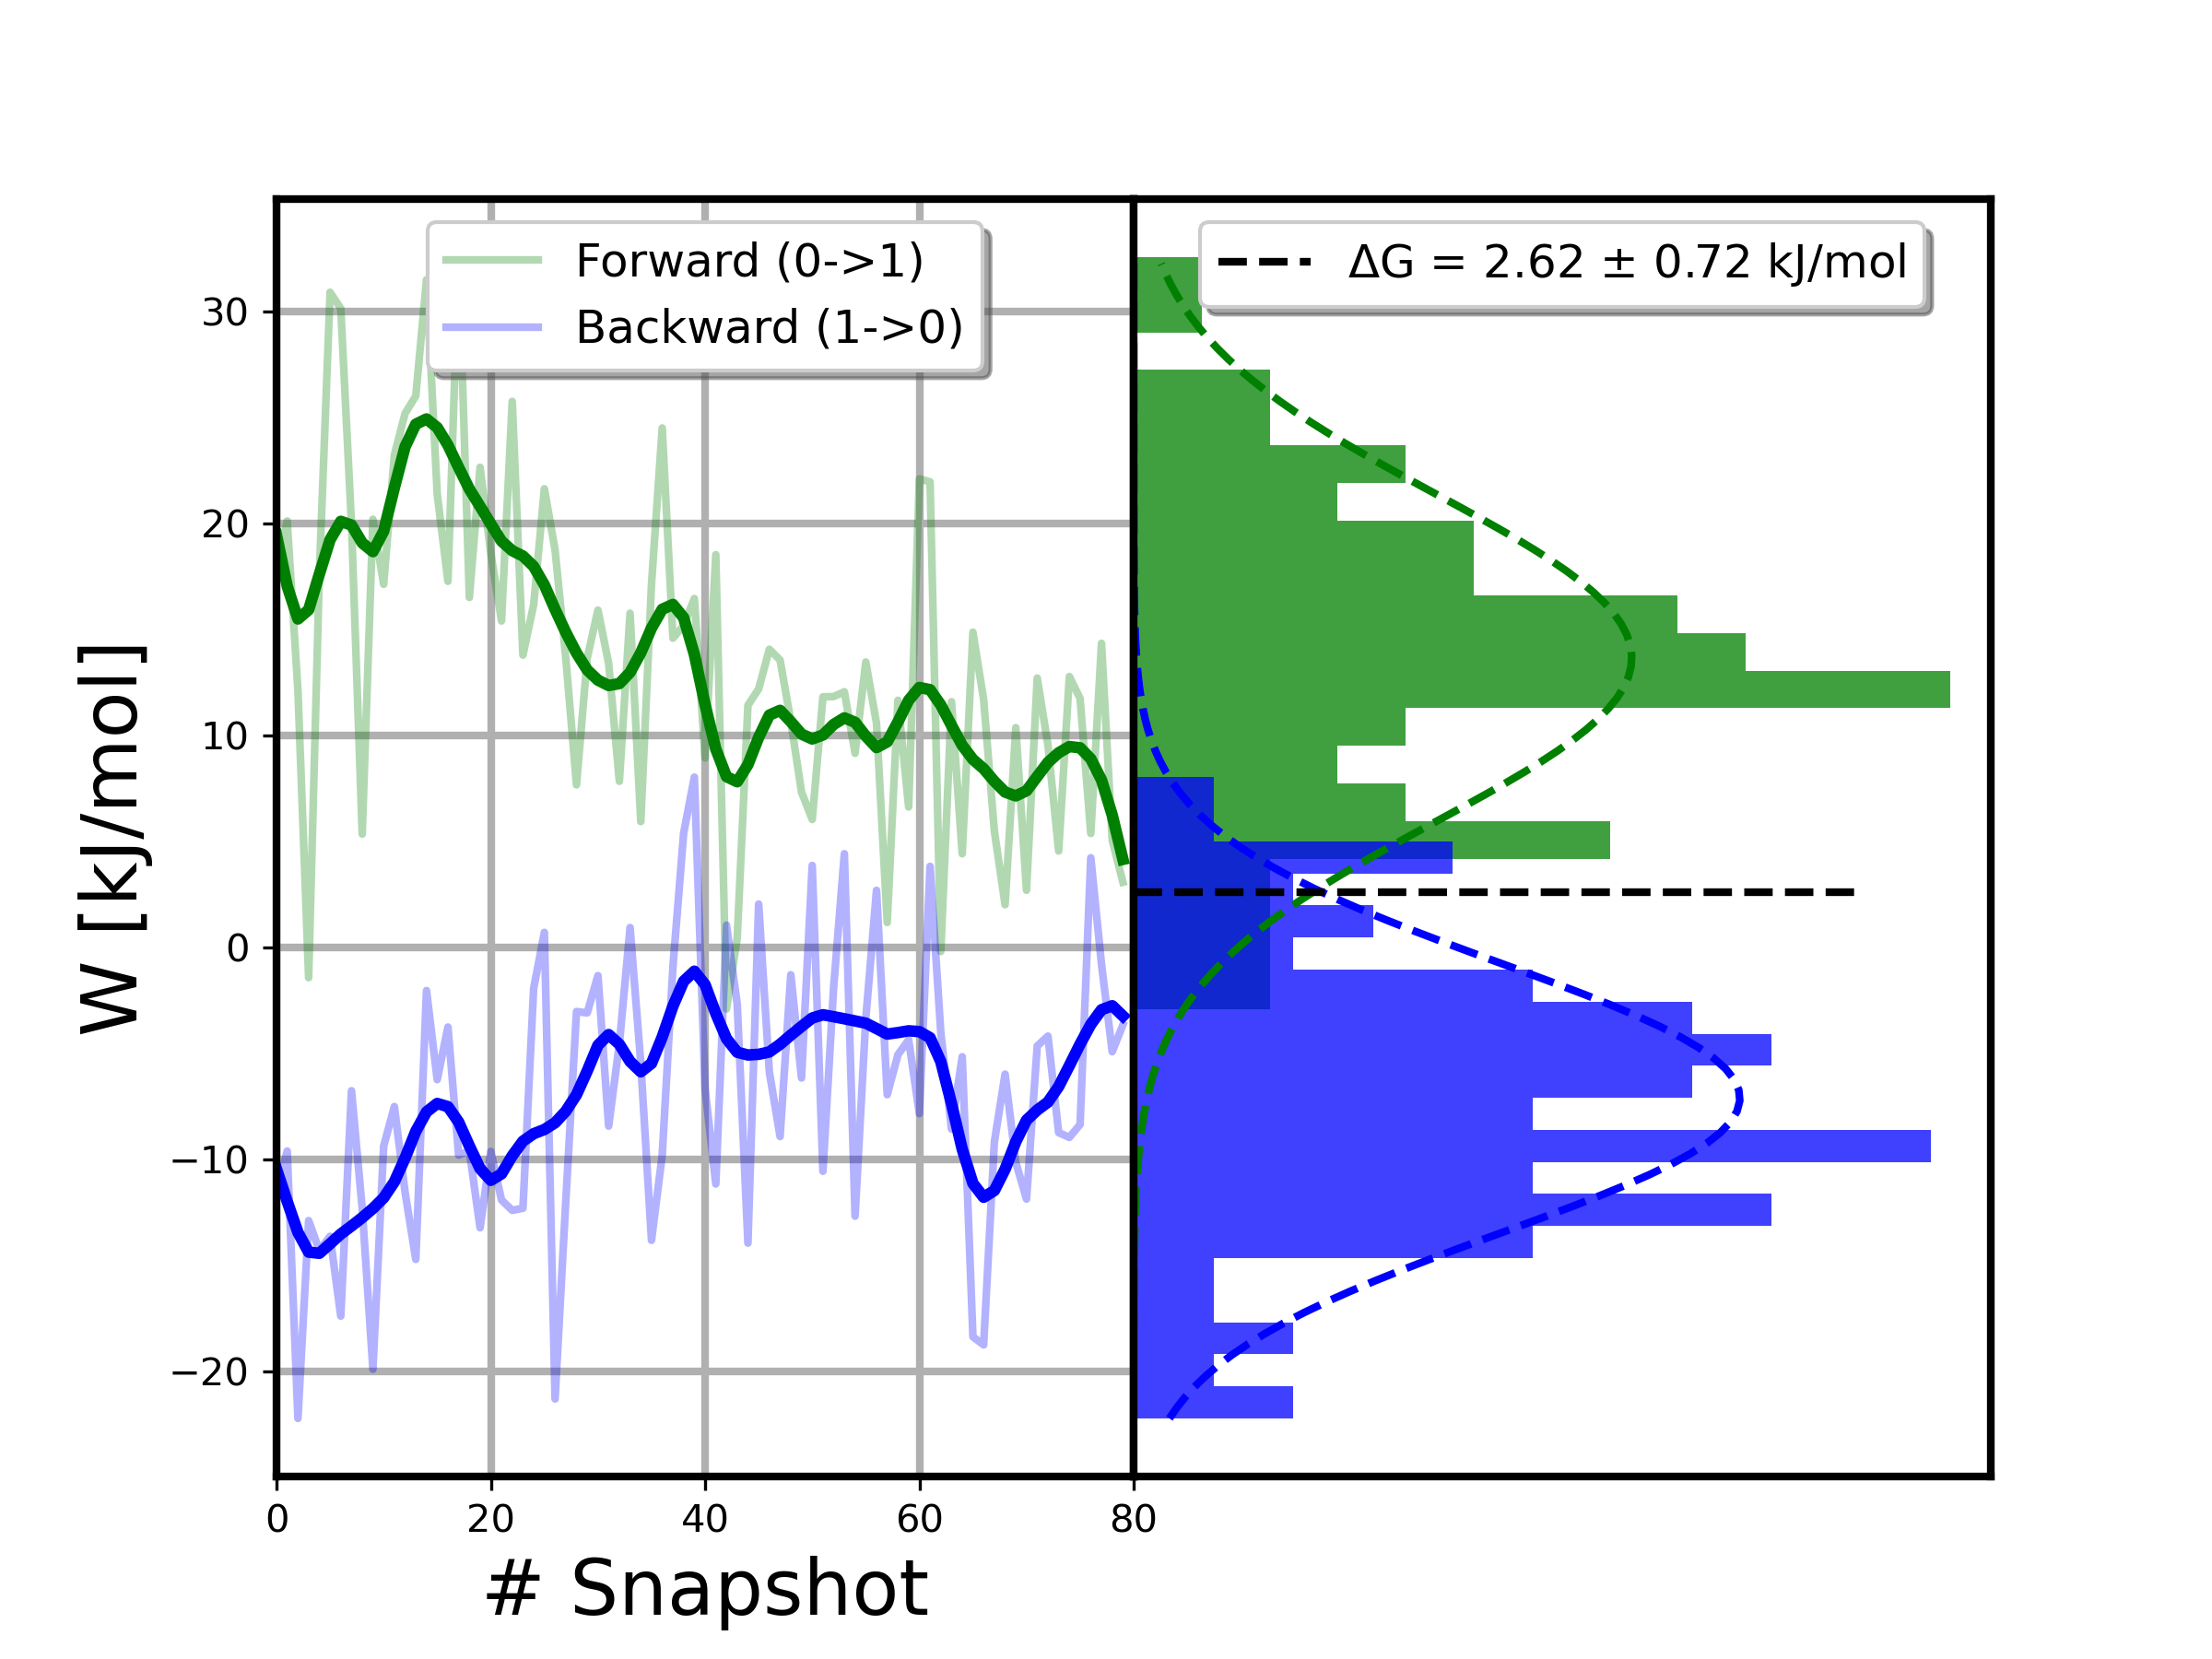 Forward (0->1)
Backward (1->0)
ΔG = 2.62 ± 0.72 kJ/mol
W [kJ/mol]
30
20
10
0
−10
−20
0 20 40 60 80
# Snapshot